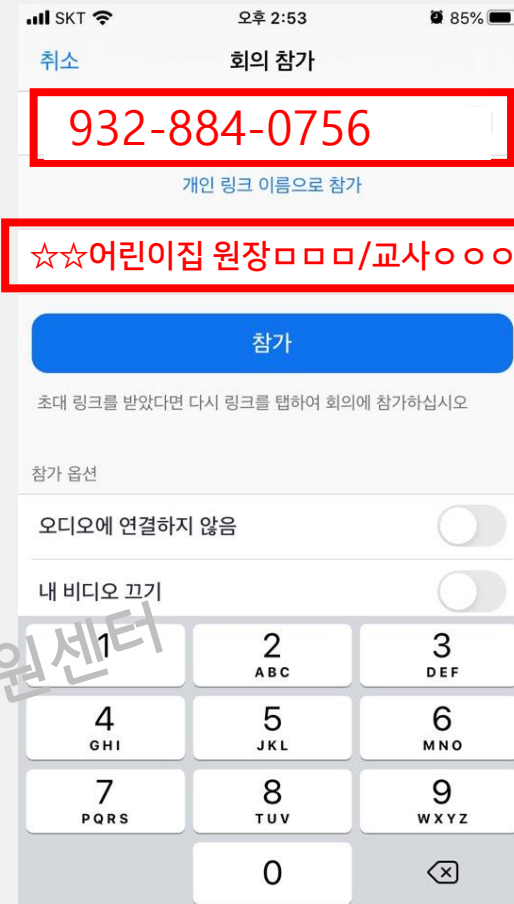 SKT 오후 2:53 85%
취소 회의 참가
932-884-0756
개인 링크 이름으로 참가
☆☆어린이집 원장ㅁㅁㅁ/교사ㅇㅇㅇ
참가
초대 링크를 받았다면 다시 링크를 탭하여 회의에 참가하십시오
참가 옵션
오디오에 연결하지 않음
내 비디오 끄기
원센터
1 2 3
ABC DEF
4 5 6
GHI JKL MNO
7 8 9
PQRS TUV WXYZ
0